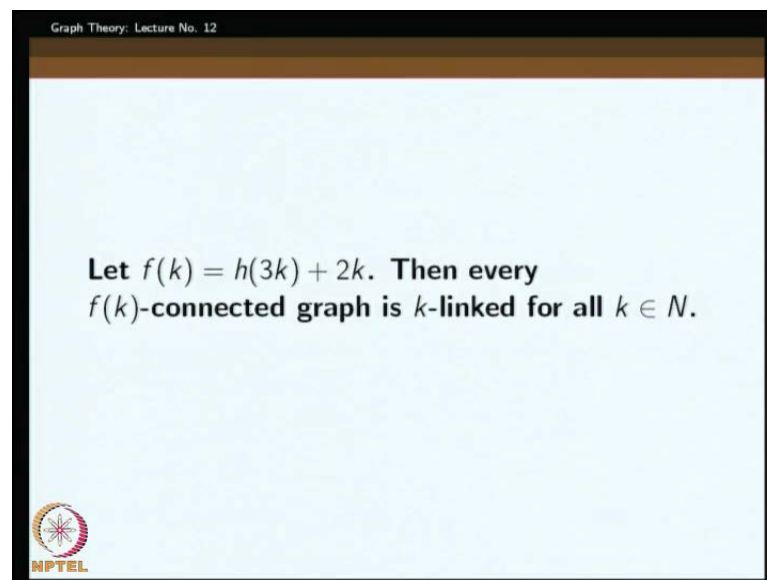 Graph Theory: Lecture No. 12
Let f(k) = h(3k) + 2k. Then every
f(k)-connected graph is k-linked for all k ∈ N.
NPTEL